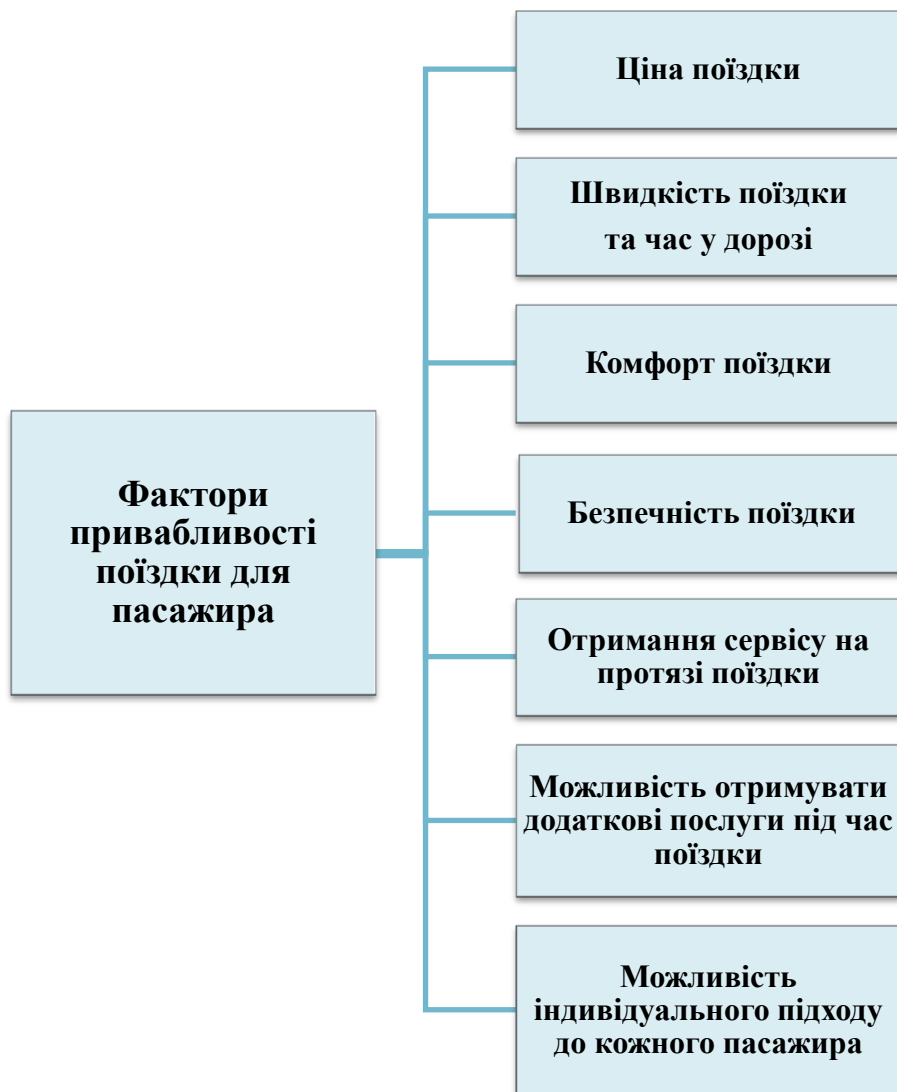 Ціна поїздки
Швидкість поїздки
та час у дорозі
Комфорт поїздки
Фактори
привабливості
поїздки для
пасажира
Безпечність поїздки
Отримання сервісу на
протязі поїздки
Можливість отримувати
додаткові послуги під час
поїздки
Можливість
індивідуального підходу
до кожного пасажира